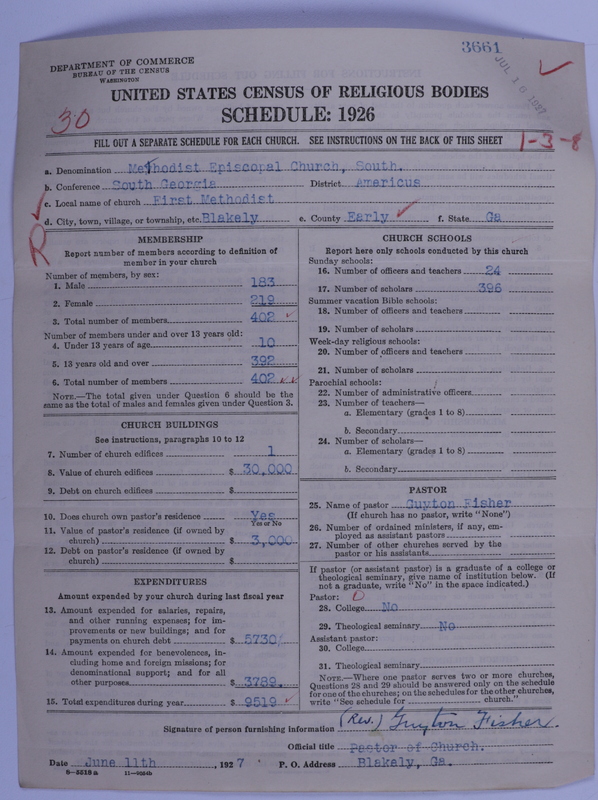 3661
JUL 18 1927
DEPARTMENT OF COMMERCE
BUREAU OF THE CENSUS
WASHINGTON
UNITED STATES CENSUS OF RELIGIOUS BODIES
SCHEDULE: 1926
30
FILL OUT A SEPARATE SCHEDULE FOR EACH CHURCH. SEE INSTRUCTIONS ON THE BACK OF THIS SHEET
1-3-8
a. Denomination Methodist Episcopal Church, South.
b. Conference South Georgia District Americus
c. Local name of church First Methodist
d. City, town, village, or township, etc. Blakely e. County Early f. State Ga
R
MEMBERSHIP
Report number of members according to definition of
member in your church
Number of members, by sex:
1. Male 183
2. Female 219
3. Total number of members 402
Number of members under and over 13 years old:
4. Under 13 years of age 10
5. 13 years old and over 392
6. Total number of members 402
NOTE.—The total given under Question 6 should be the
same as the total of males and females given under Question 3.
CHURCH BUILDINGS
See instructions, paragraphs 10 to 12
7. Number of church edifices 1
8. Value of church edifices $ 30,000
9. Debt on church edifices $
10. Does church own pastor's residence Yes
Yes or No
11. Value of pastor's residence (if owned by
church) $ 3,000
12. Debt on pastor's residence (if owned by
church) $
EXPENDITURES
Amount expended by your church during last fiscal year
13. Amount expended for salaries, repairs,
and other running expenses; for im-
provements or new buildings; and for
payments on church debt $ 5730
14. Amount expended for benevolences, in-
cluding home and foreign missions; for
denominational support; and for all
other purposes $ 3789.
15. Total expenditures during year $ 9519
CHURCH SCHOOLS
Report here only schools conducted by this church
Sunday schools:
16. Number of officers and teachers 24
17. Number of scholars 396
Summer vacation Bible schools:
18. Number of officers and teachers
19. Number of scholars
Week-day religious schools:
20. Number of officers and teachers
21. Number of scholars
Parochial schools:
22. Number of administrative officers
23. Number of teachers—
a. Elementary (grades 1 to 8)
b. Secondary
24. Number of scholars—
a. Elementary (grades 1 to 8)
b. Secondary
PASTOR
25. Name of pastor Guyton Fisher
(If church has no pastor, write "None")
26. Number of ordained ministers, if any, em-
ployed as assistant pastors
27. Number of other churches served by the
pastor or his assistants
If pastor (or assistant pastor) is a graduate of a college or
theological seminary, give name of institution below. (If
not a graduate, write "No" in the space indicated.)
Pastor:
28. College No
29. Theological seminary No
Assistant pastor:
30. College
31. Theological seminary
NOTE.—Where one pastor serves two or more churches,
Questions 28 and 29 should be answered only on the schedule
for one of the churches; on the schedules for the other churches,
write "See schedule for church."
Signature of person furnishing information (Rev.) Guyton Fisher.
Official title Pastor of Church.
Date June 11th, 1927 P. O. Address Blakely, Ga.
8-5518a 11-9664b